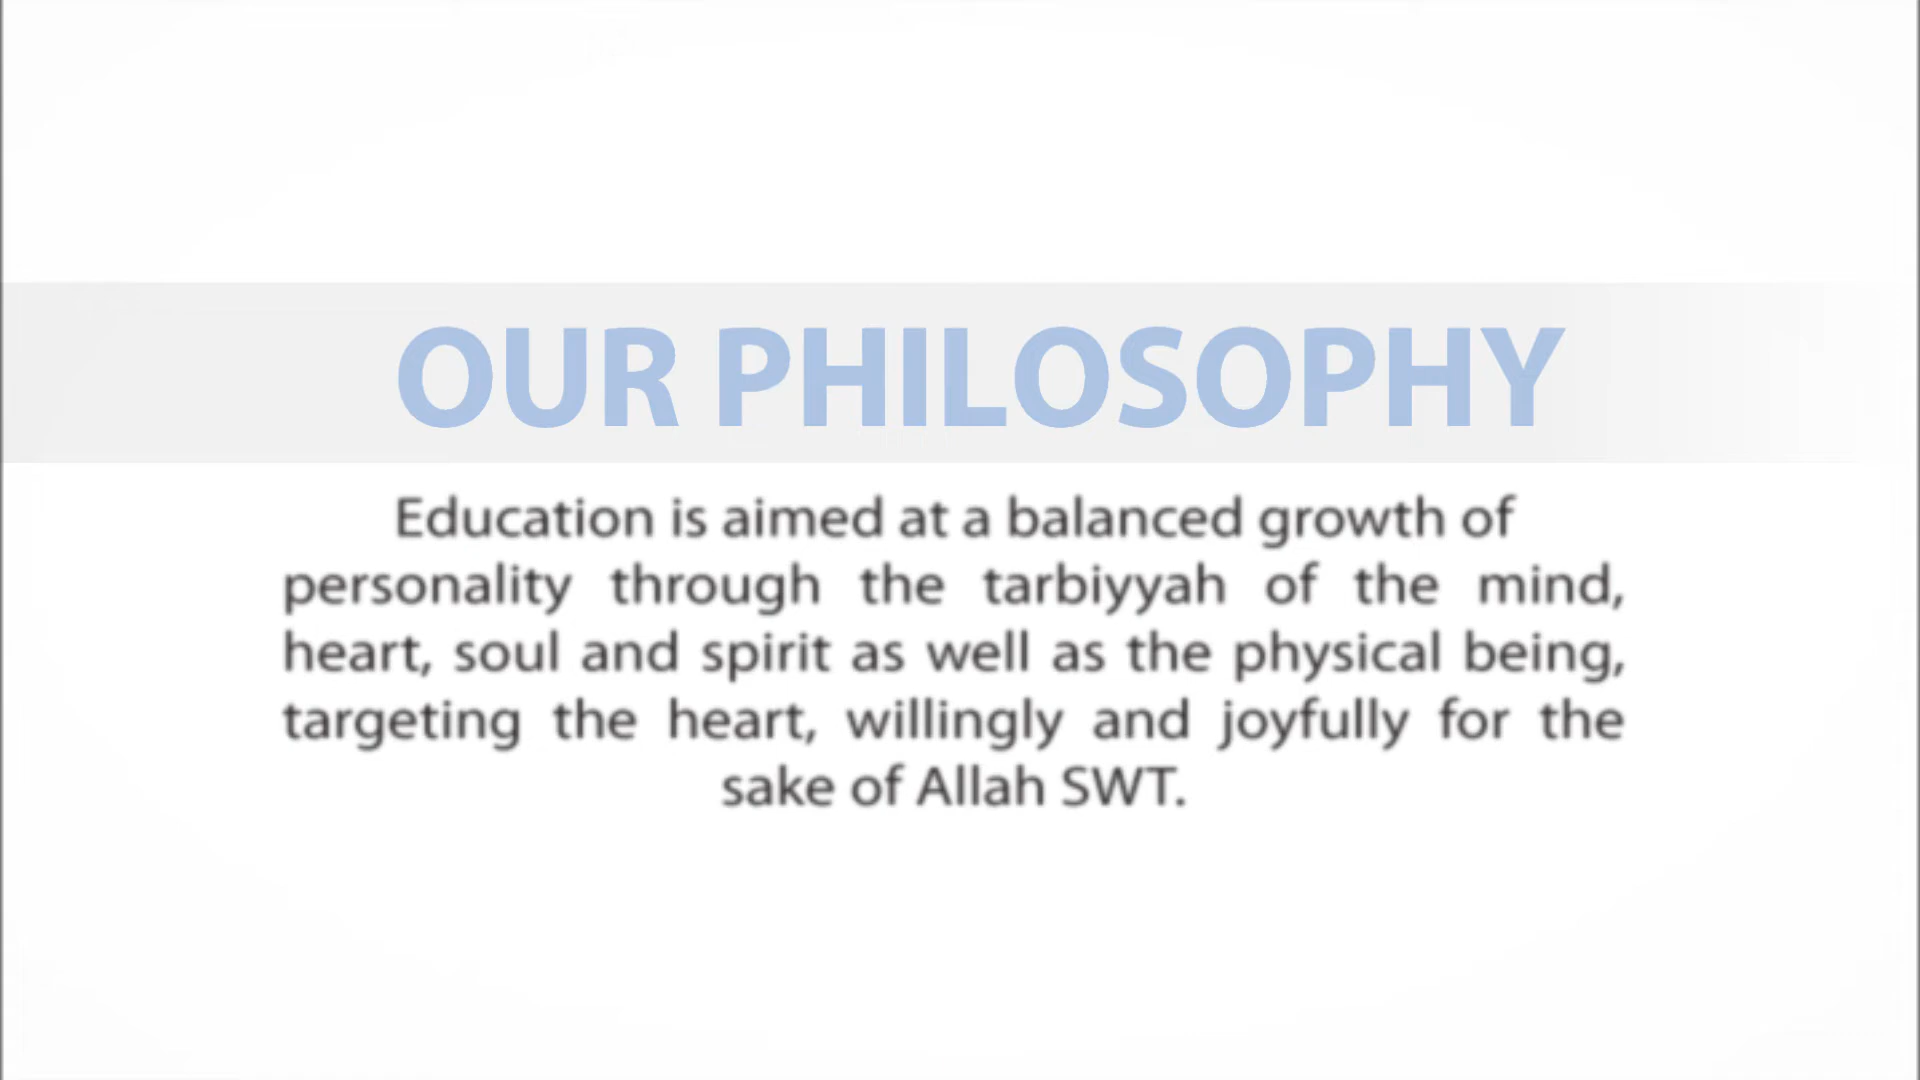 OUR PHILOSOPHY
Education is aimed at a balanced growth of
personality through the tarbiyyah of the mind,
heart, soul and spirit as well as the physical being,
targeting the heart, willingly and joyfully for the
sake of Allah SWT.